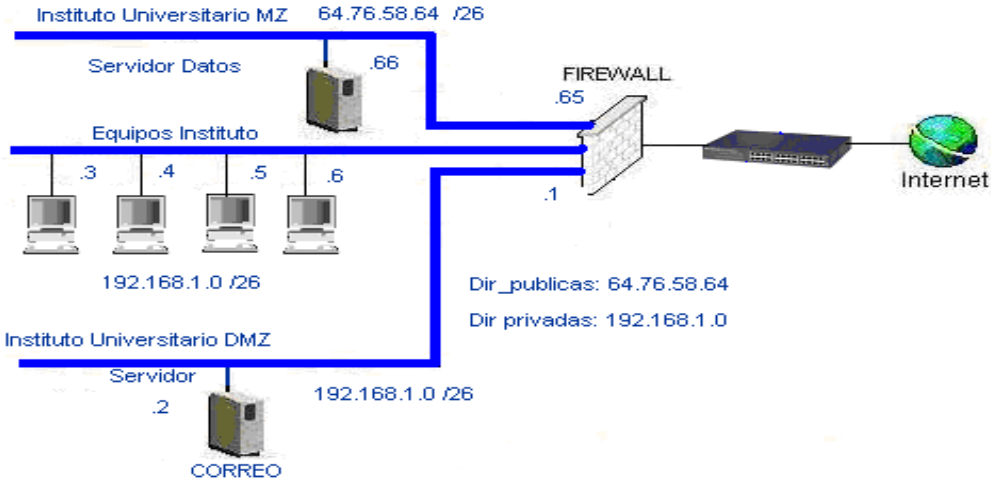 Instituto Universitario MZ 64.76.58.64 /26
Servidor Datos
.66
FIREWALL
.65
Equipos Instituto
.3 .4 .5 .6
.1
Internet
192.168.1.0 /26
Dir_publicas: 64.76.58.64
Dir privadas: 192.168.1.0
Instituto Universitario DMZ
Servidor
192.168.1.0 /26
.2
CORREO